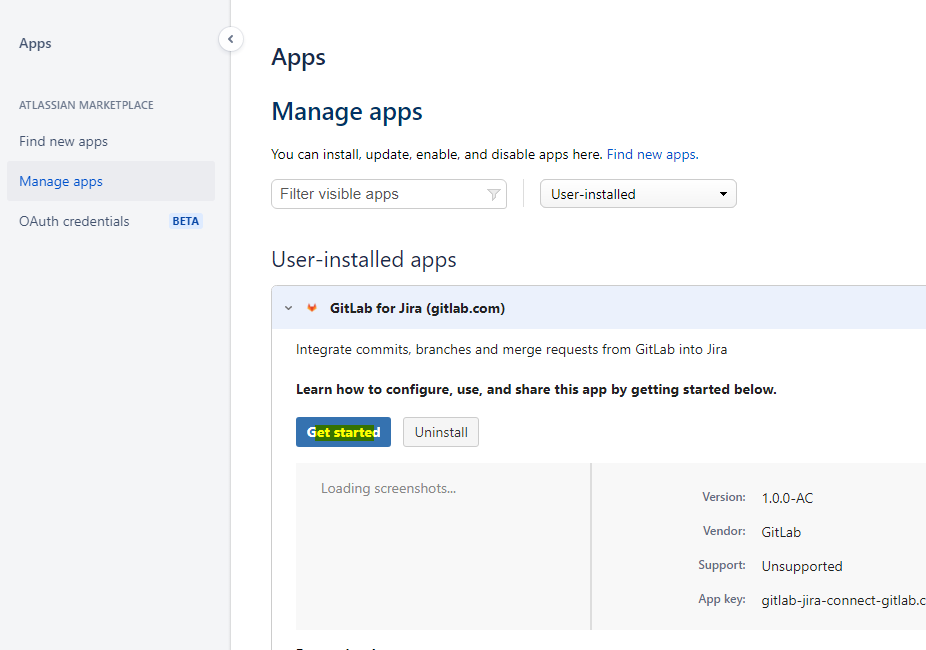 Apps
ATLASSIAN MARKETPLACE
Find new apps
Manage apps
OAuth credentials BETA
Apps
Manage apps
You can install, update, enable, and disable apps here. Find new apps.
Filter visible apps
User-installed
User-installed apps
GitLab for Jira (gitlab.com)
Integrate commits, branches and merge requests from GitLab into Jira
Learn how to configure, use, and share this app by getting started below.
Get started Uninstall
Loading screenshots...
Version: 1.0.0-AC
Vendor: GitLab
Support: Unsupported
App key: gitlab-jira-connect-gitlab.c